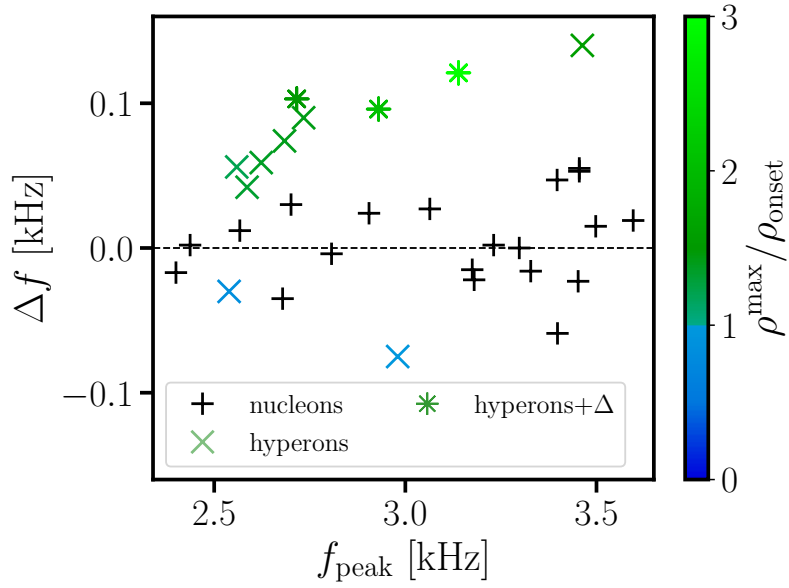 0.1
0.0
−0.1
Δf [kHz]
nucleons
hyperons
hyperons+Δ
2.5
3.0
3.5
f_peak [kHz]
3
2
1
0
ρ^max/ρ_onset